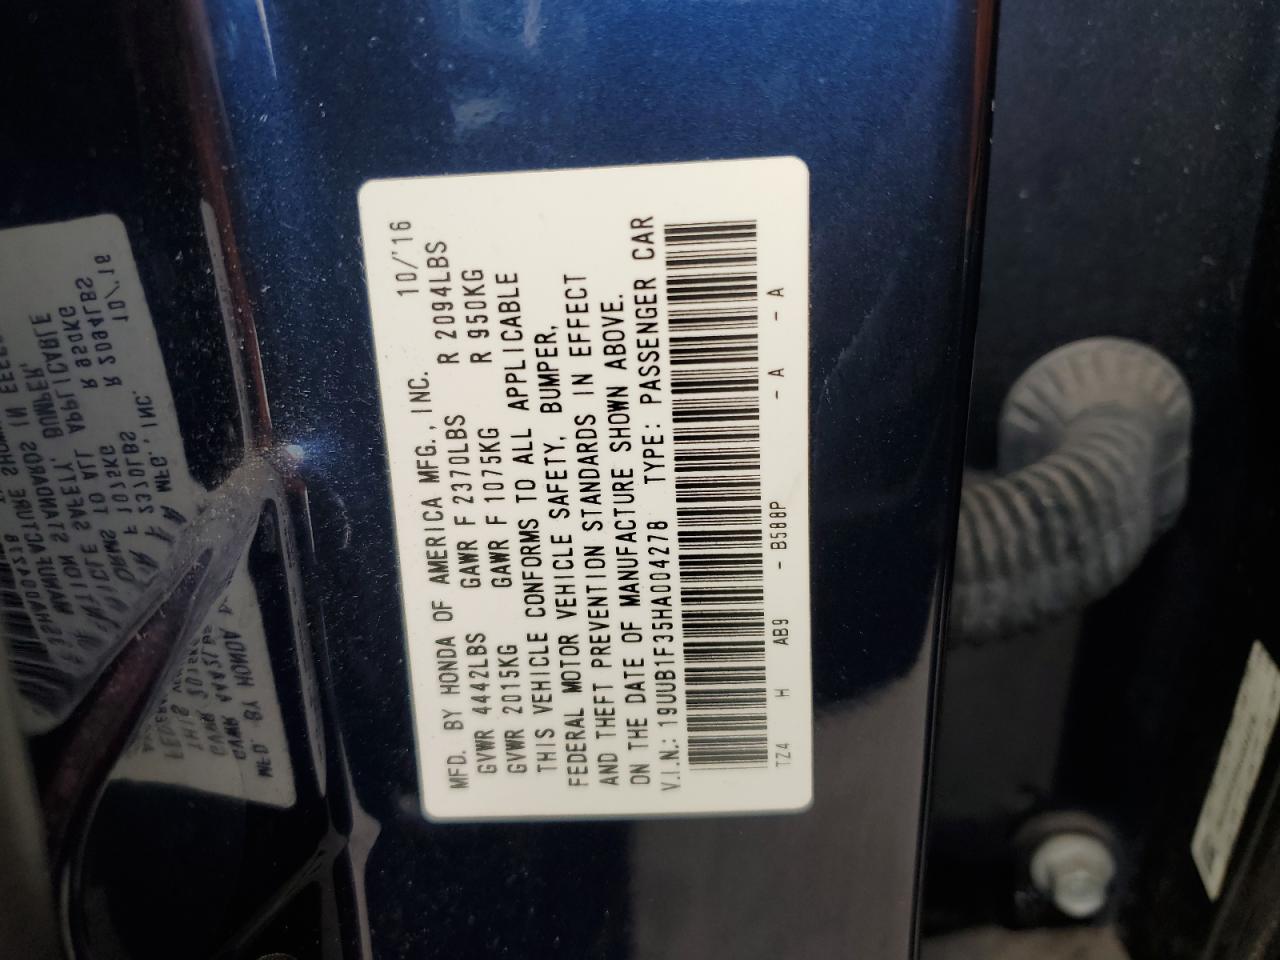 MFD. BY HONDA OF AMERICA MFG., INC. 10/'16
GVWR 4442LBS GAWR F 2370LBS R 2094LBS
GVWR 2015KG GAWR F 1075KG R 950KG
THIS VEHICLE CONFORMS TO ALL APPLICABLE
FEDERAL MOTOR VEHICLE SAFETY, BUMPER,
AND THEFT PREVENTION STANDARDS IN EFFECT
ON THE DATE OF MANUFACTURE SHOWN ABOVE.
V.I.N.: 19UUB1F35HA004278 TYPE: PASSENGER CAR
TZ4 H AB9 - B588P - A - A